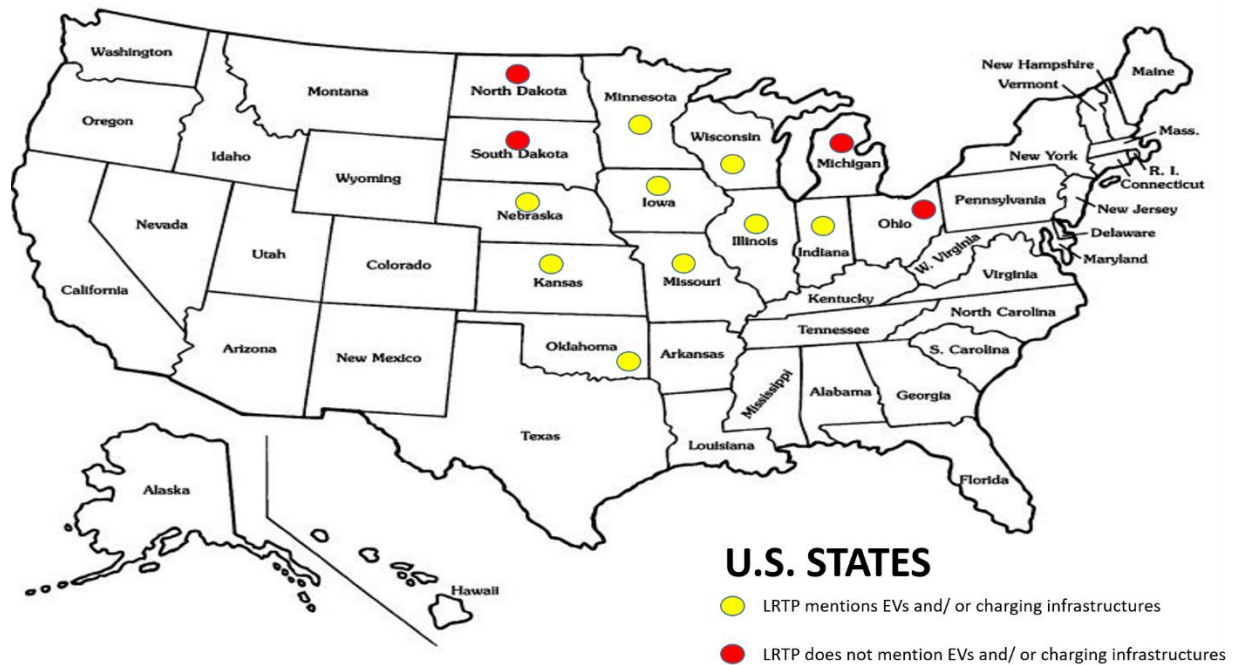 Washington
Montana
North Dakota
Minnesota
New Hampshire
Vermont
Maine
Oregon
Idaho
Wyoming
South Dakota
Wisconsin
Michigan
New York
Mass.
R. I.
Connecticut
Nevada
Utah
Colorado
Nebraska
Iowa
Illinois
Indiana
Ohio
Pennsylvania
New Jersey
Delaware
Maryland
California
Kansas
Missouri
Kentucky
W. Virginia
Virginia
Arizona
New Mexico
Oklahoma
Arkansas
Tennessee
North Carolina
S. Carolina
Texas
Louisiana
Mississippi
Alabama
Georgia
Florida
Alaska
Hawaii
U.S. STATES
LRTP mentions EVs and/ or charging infrastructures
LRTP does not mention EVs and/ or charging infrastructures